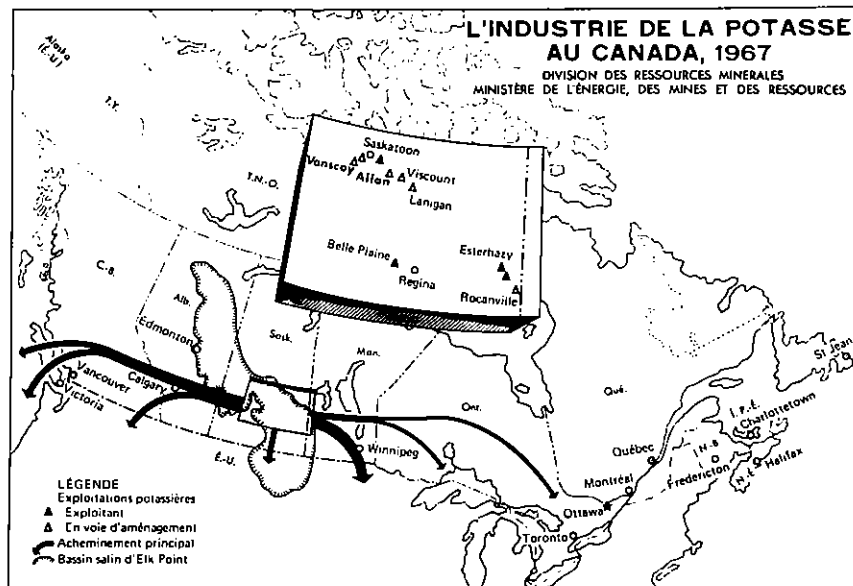 L'INDUSTRIE DE LA POTASSE
AU CANADA, 1967
DIVISION DES RESSOURCES MINERALES
MINISTÈRE DE L'ÉNERGIE, DES MINES ET DES RESSOURCES
Alaska
(É.-U.)
T.Y.
T.N.-O.
Saskatoon
Vanscoy
Allan
Viscount
Lanigan
Belle Plaine
Regina
Esterhazy
Rocanville
C.-B.
Alb.
Edmonton
Sask.
Man.
Ont.
Qué.
St Jean
Vancouver
Victoria
Calgary
Winnipeg
É.-U.
Î.P.É.
Charlottetown
N.-B
Fredericton
N.-É.
Halifax
Québec
Montréal
Ottawa
Toronto
LÉGENDE
Exploitations potassières
Exploitant
En voie d'aménagement
Acheminement principal
Bassin salin d'Elk Point